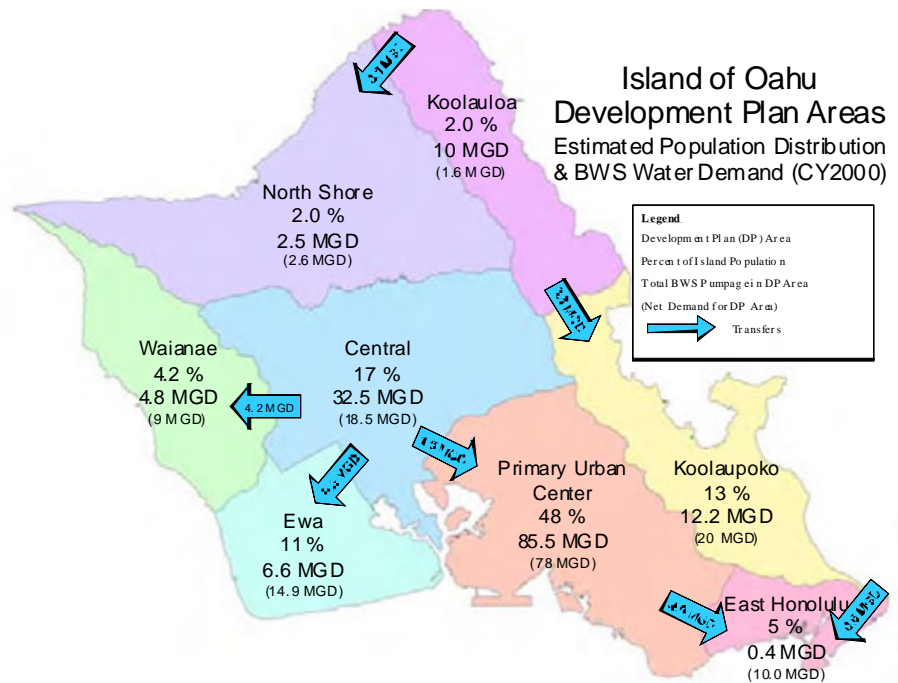 Island of Oahu
Development Plan Areas
Estimated Population Distribution
& BWS Water Demand (CY2000)
Legend
Development Plan (DP) Area
Percent of Island Population
Total BWS Pumpage in DP Area
(Net Demand for DP Area)
Transfers
Koolauloa
2.0 %
10 MGD
(1.6 MGD)
North Shore
2.0 %
2.5 MGD
(2.6 MGD)
Waianae
4.2 %
4.8 MGD
(9 MGD)
4.2 MGD
Central
17 %
32.5 MGD
(18.5 MGD)
Ewa
11 %
6.6 MGD
(14.9 MGD)
Primary Urban
Center
48 %
85.5 MGD
(78 MGD)
Koolaupoko
13 %
12.2 MGD
(20 MGD)
East Honolulu
5 %
0.4 MGD
(10.0 MGD)
MGD
MGD
MGD